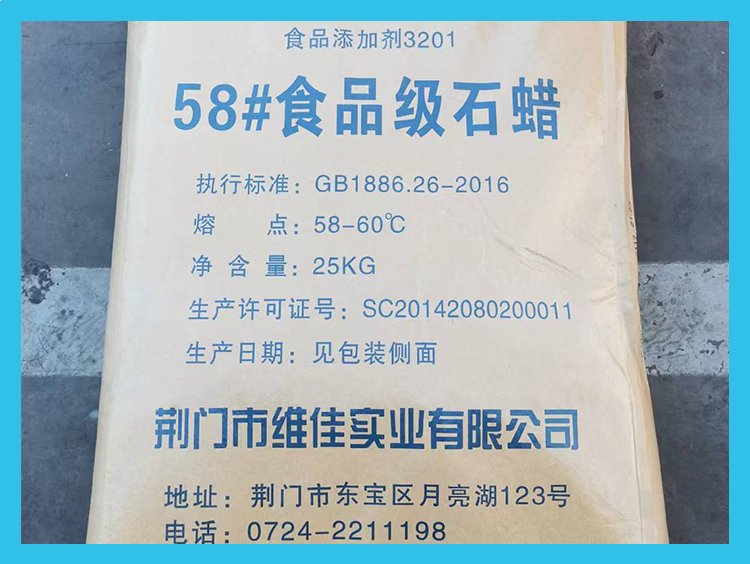 食品添加剂3201
58#食品级石蜡
执行标准：GB1886.26-2016
熔 点：58-60℃
净 含 量：25KG
生产许可证号：SC20142080200011
生产日期：见包装侧面
荆门市维佳实业有限公司
地址：荆门市东宝区月亮湖123号
电话：0724-2211198